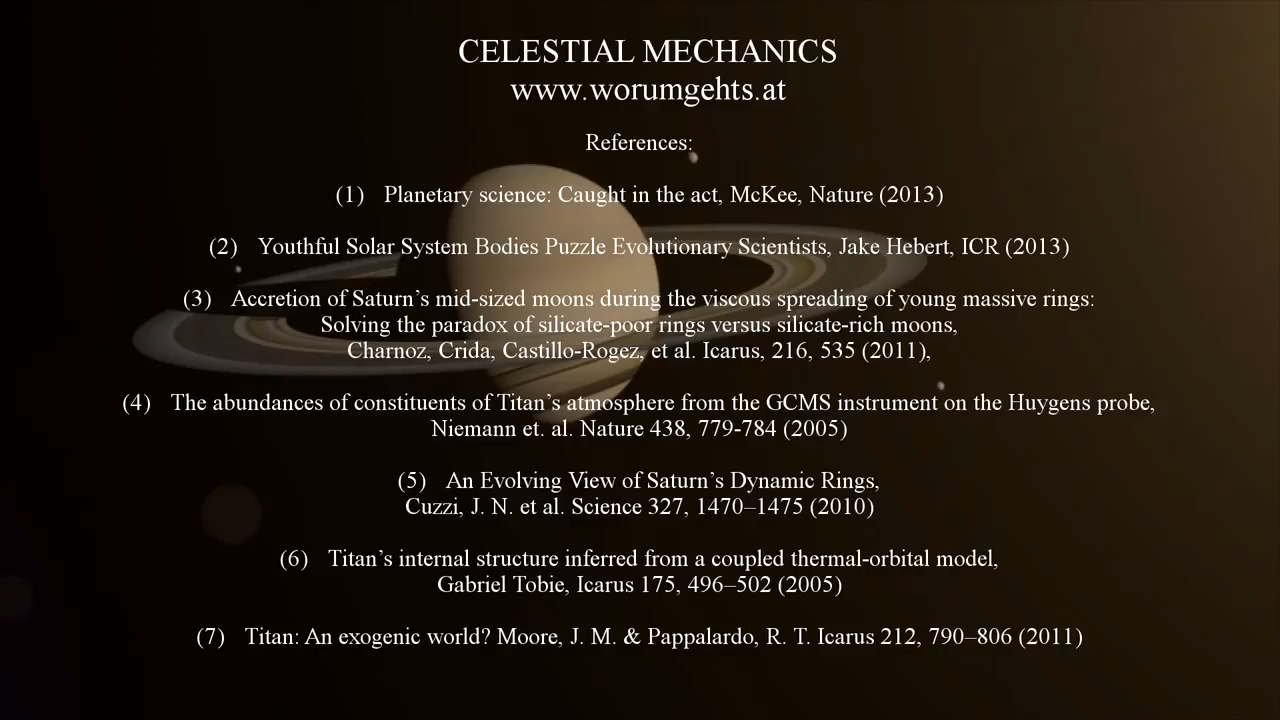 CELESTIAL MECHANICS
www.worumgehts.at
References:
(1) Planetary science: Caught in the act, McKee, Nature (2013)
(2) Youthful Solar System Bodies Puzzle Evolutionary Scientists, Jake Hebert, ICR (2013)
(3) Accretion of Saturn’s mid-sized moons during the viscous spreading of young massive rings:
Solving the paradox of silicate-poor rings versus silicate-rich moons,
Charnoz, Crida, Castillo-Rogez, et al. Icarus, 216, 535 (2011),
(4) The abundances of constituents of Titan’s atmosphere from the GCMS instrument on the Huygens probe,
Niemann et. al. Nature 438, 779-784 (2005)
(5) An Evolving View of Saturn’s Dynamic Rings,
Cuzzi, J. N. et al. Science 327, 1470–1475 (2010)
(6) Titan’s internal structure inferred from a coupled thermal-orbital model,
Gabriel Tobie, Icarus 175, 496–502 (2005)
(7) Titan: An exogenic world? Moore, J. M. & Pappalardo, R. T. Icarus 212, 790–806 (2011)